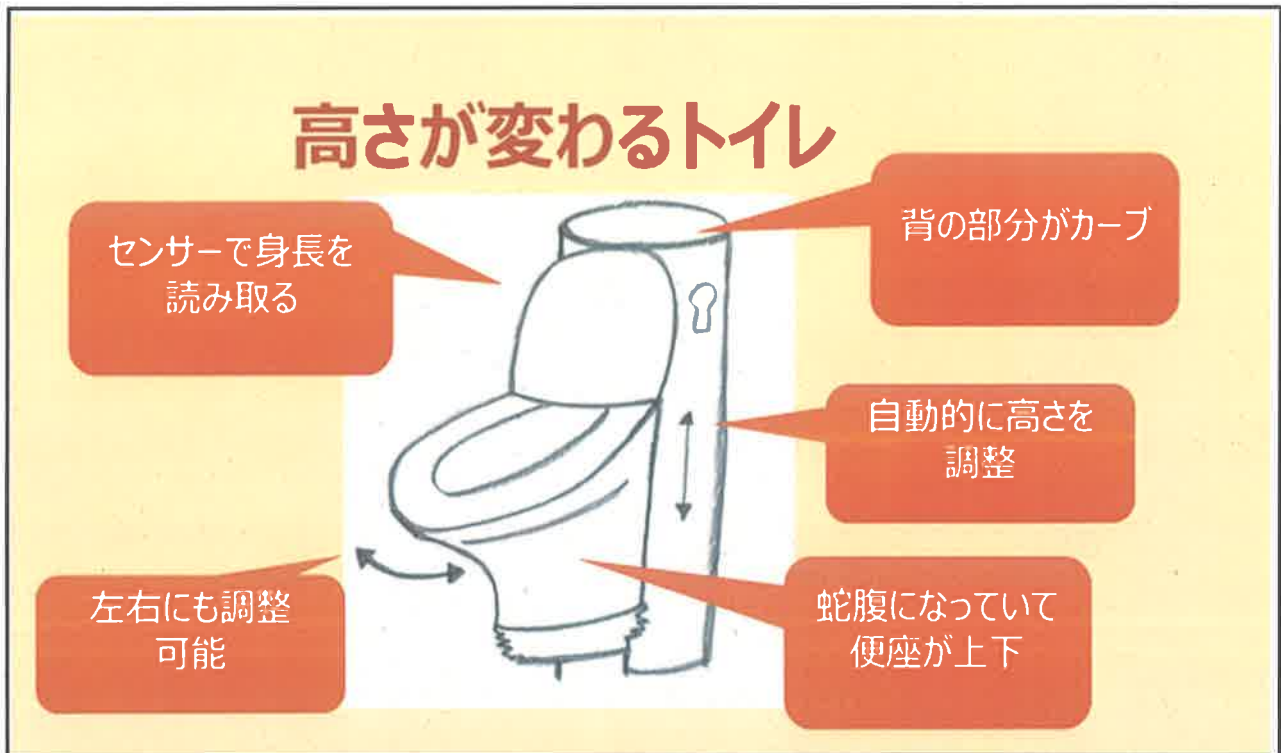 高さが変わるトイレ
センサーで身長を
読み取る
背の部分がカーブ
自動的に高さを
調整
左右にも調整
可能
蛇腹になっていて
便座が上下